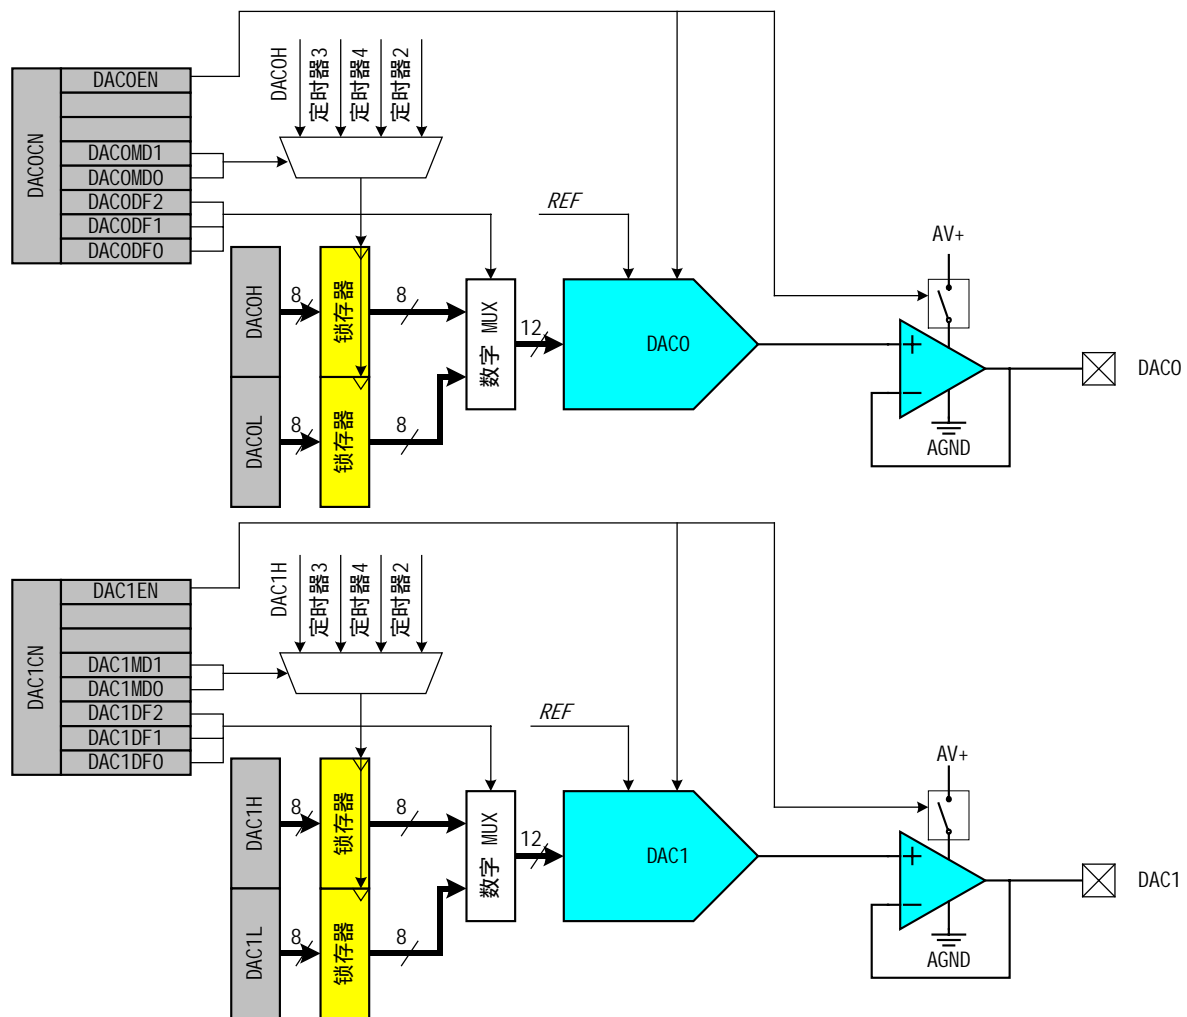 DAC0CN
DAC0EN
DAC0MD1
DAC0MD0
DAC0DF2
DAC0DF1
DAC0DF0
DAC0H
定时器3
定时器4
定时器2
DAC0H
8
锁存器
8
DAC0L
8
锁存器
8
数字 MUX
12
REF
DAC0
AV+
+
−
AGND
DAC0
DAC1CN
DAC1EN
DAC1MD1
DAC1MD0
DAC1DF2
DAC1DF1
DAC1DF0
DAC1H
定时器3
定时器4
定时器2
DAC1H
8
锁存器
8
DAC1L
8
锁存器
8
数字 MUX
12
REF
DAC1
AV+
+
−
AGND
DAC1